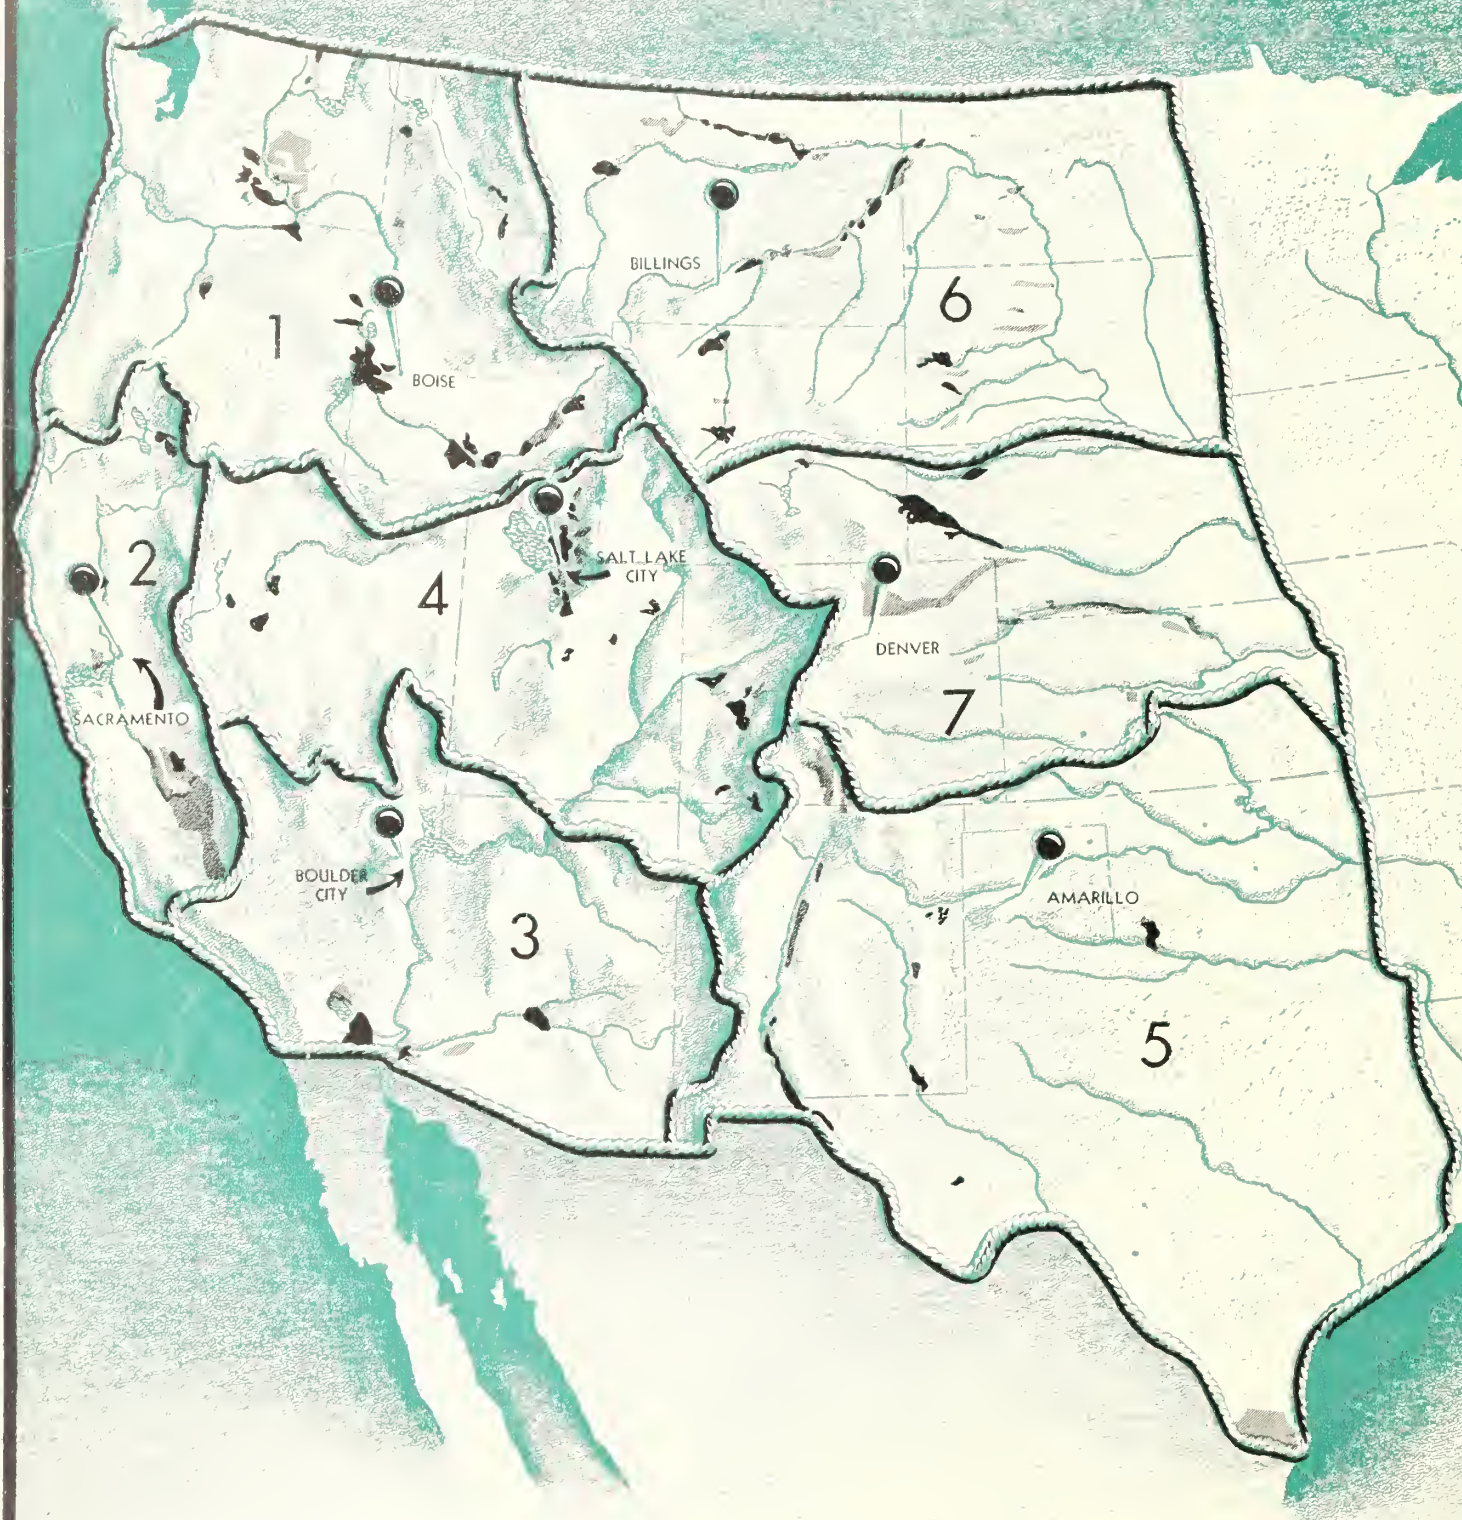 BILLINGS
6
1
BOISE
2
SALT LAKE
CITY
4
DENVER
SACRAMENTO
7
BOULDER
CITY
AMARILLO
3
5